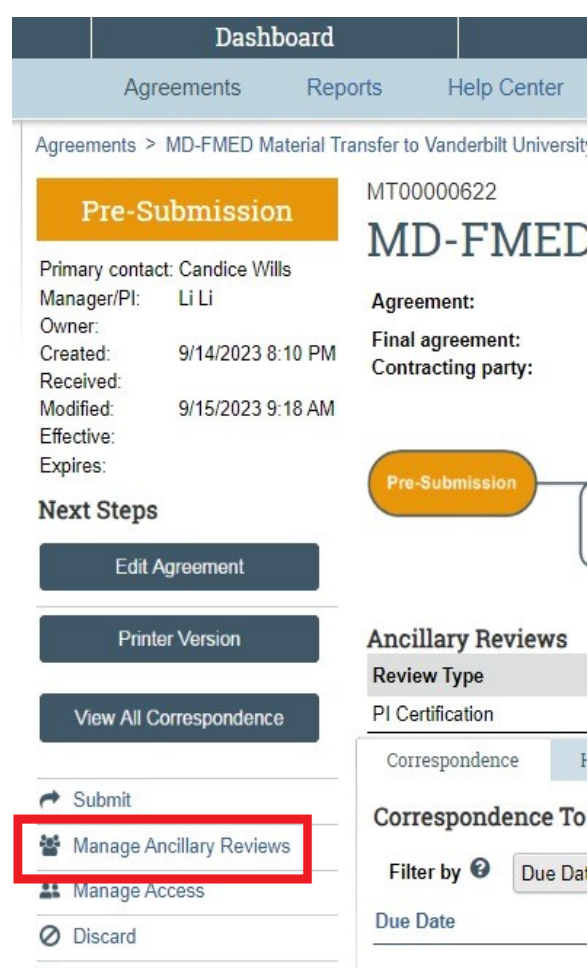 Dashboard
Agreements Reports Help Center
Agreements > MD-FMED Material Transfer to Vanderbilt University
Pre-Submission
Primary contact: Candice Wills
Manager/PI: Li Li
Owner:
Created: 9/14/2023 8:10 PM
Received:
Modified: 9/15/2023 9:18 AM
Effective:
Expires:
Next Steps
Edit Agreement
Printer Version
View All Correspondence
Submit
Manage Ancillary Reviews
Manage Access
Discard
MT00000622
MD-FMED
Agreement:
Final agreement:
Contracting party:
Pre-Submission
Ancillary Reviews
Review Type
PI Certification
Correspondence
Correspondence To
Filter by Due Dat
Due Date